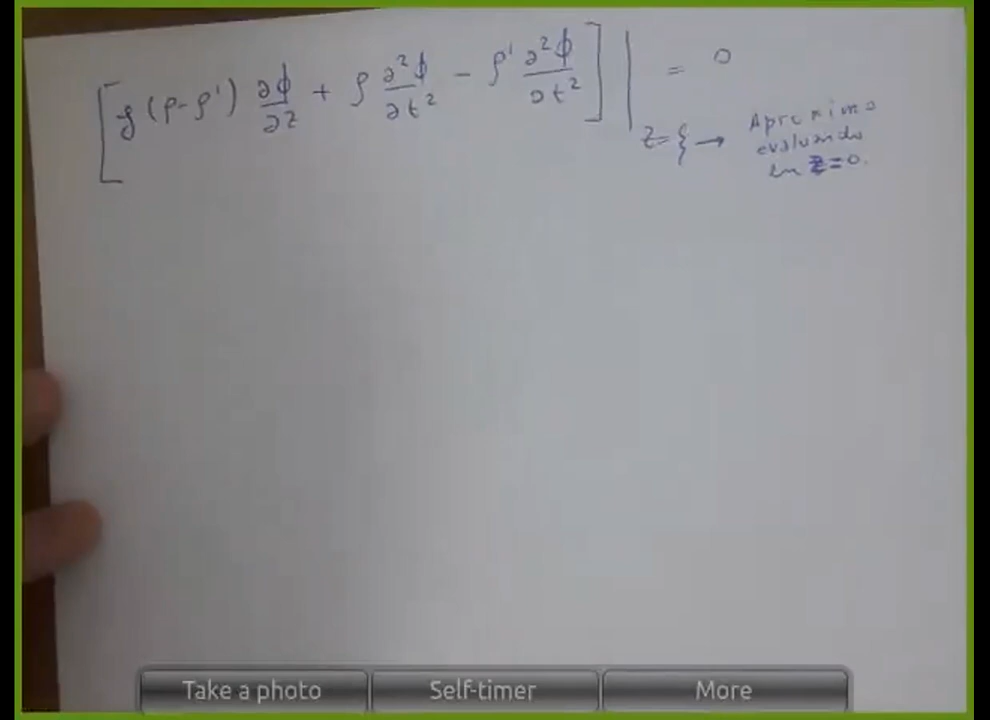 [g(ρ-ρ') ∂ϕ/∂z + ρ ∂²ϕ/∂t² - ρ' ∂²ϕ/∂t²]| = 0
z=ξ → Aproximo
evaluando
en z=0.
Take a photo Self-timer More